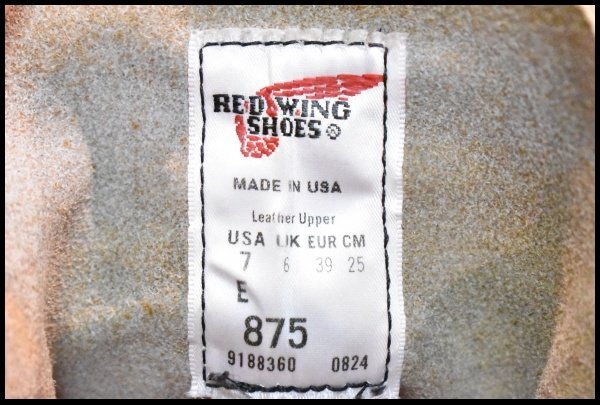 RED WING
SHOES®
MADE IN USA
Leather Upper
USA UK EUR CM
7 6 39 25
E
875
9188360 0824